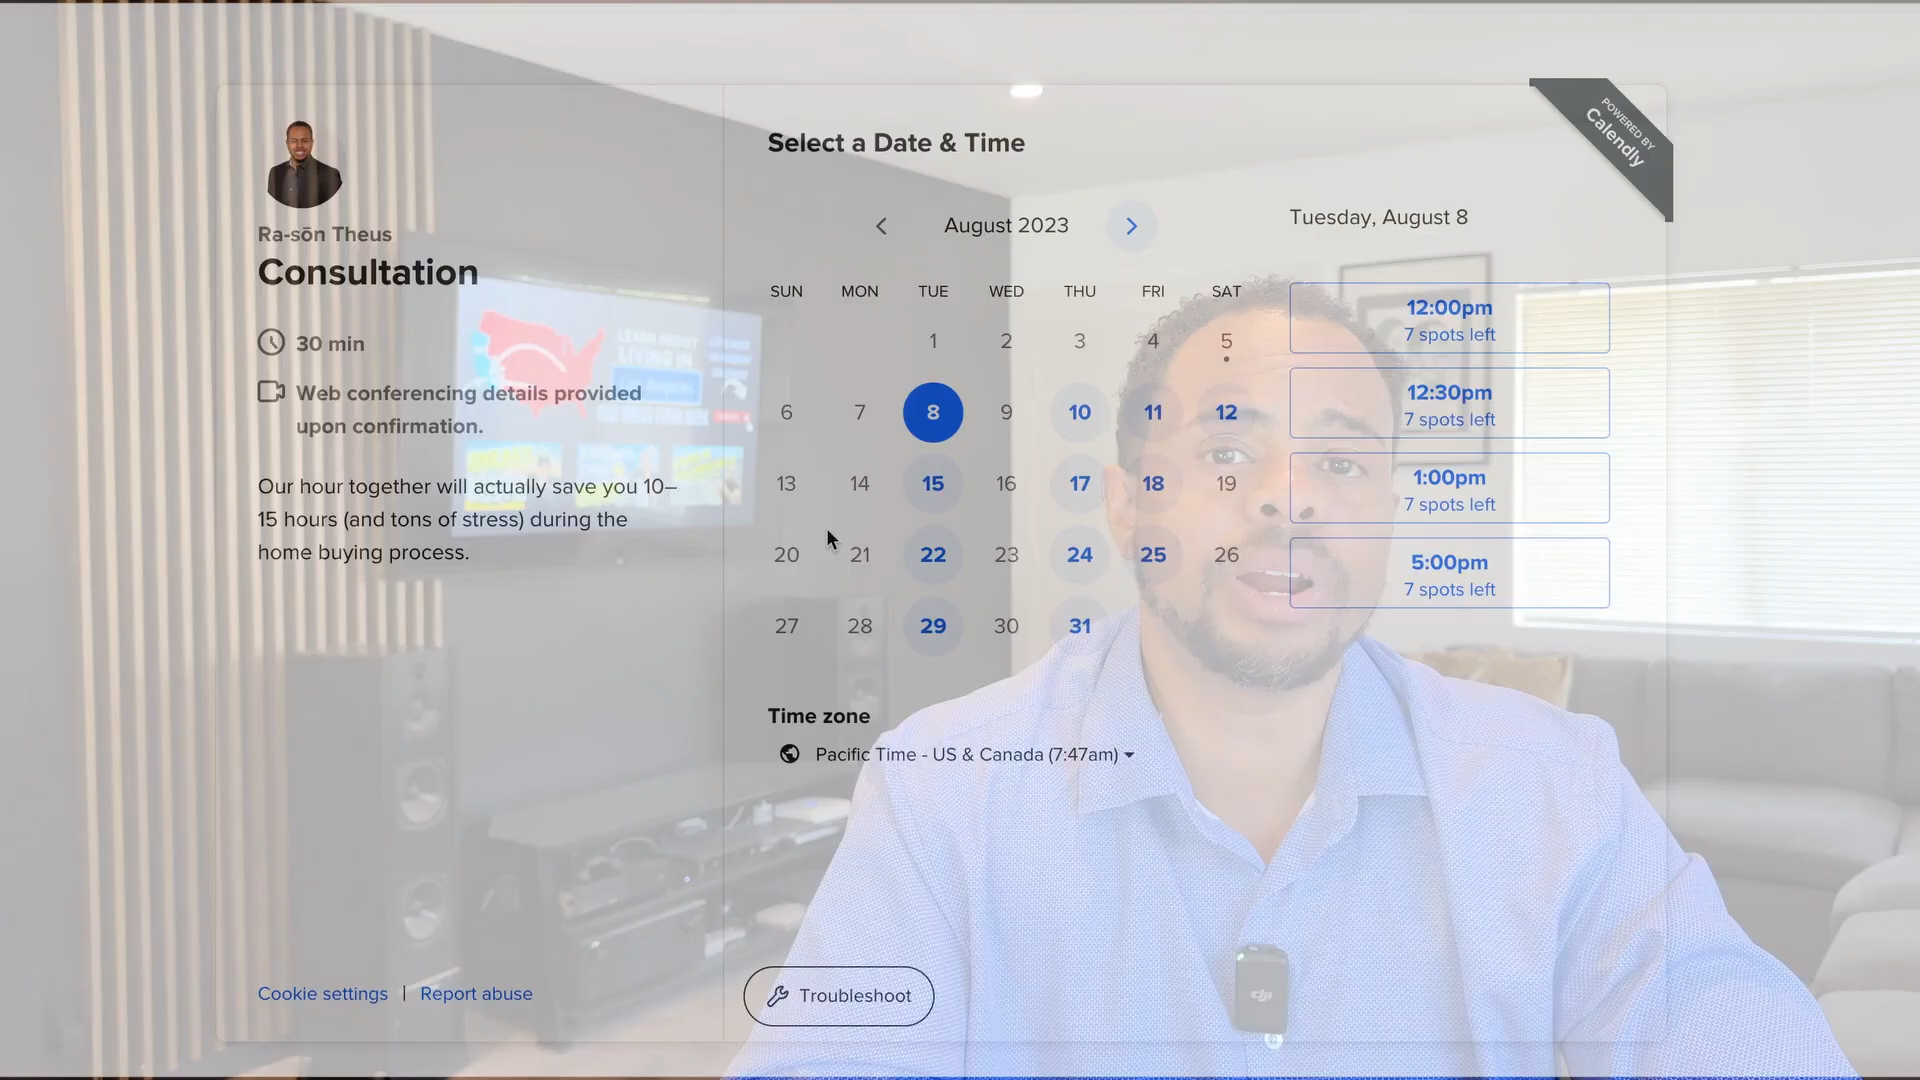 POWERED BY
Calendly
Ra-sōn Theus
Consultation
30 min
Web conferencing details provided
upon confirmation.
Our hour together will actually save you 10–
15 hours (and tons of stress) during the
home buying process.
Cookie settings | Report abuse
Select a Date & Time
August 2023
SUN MON TUE WED THU FRI SAT
1 2 3 4 5
6 7 8 9 10 11 12
13 14 15 16 17 18 19
20 21 22 23 24 25 26
27 28 29 30 31
Time zone
Pacific Time - US & Canada (7:47am)
Troubleshoot
Tuesday, August 8
12:00pm
7 spots left
12:30pm
7 spots left
1:00pm
7 spots left
5:00pm
7 spots left
LEARN ABOUT
LIVING IN
dji